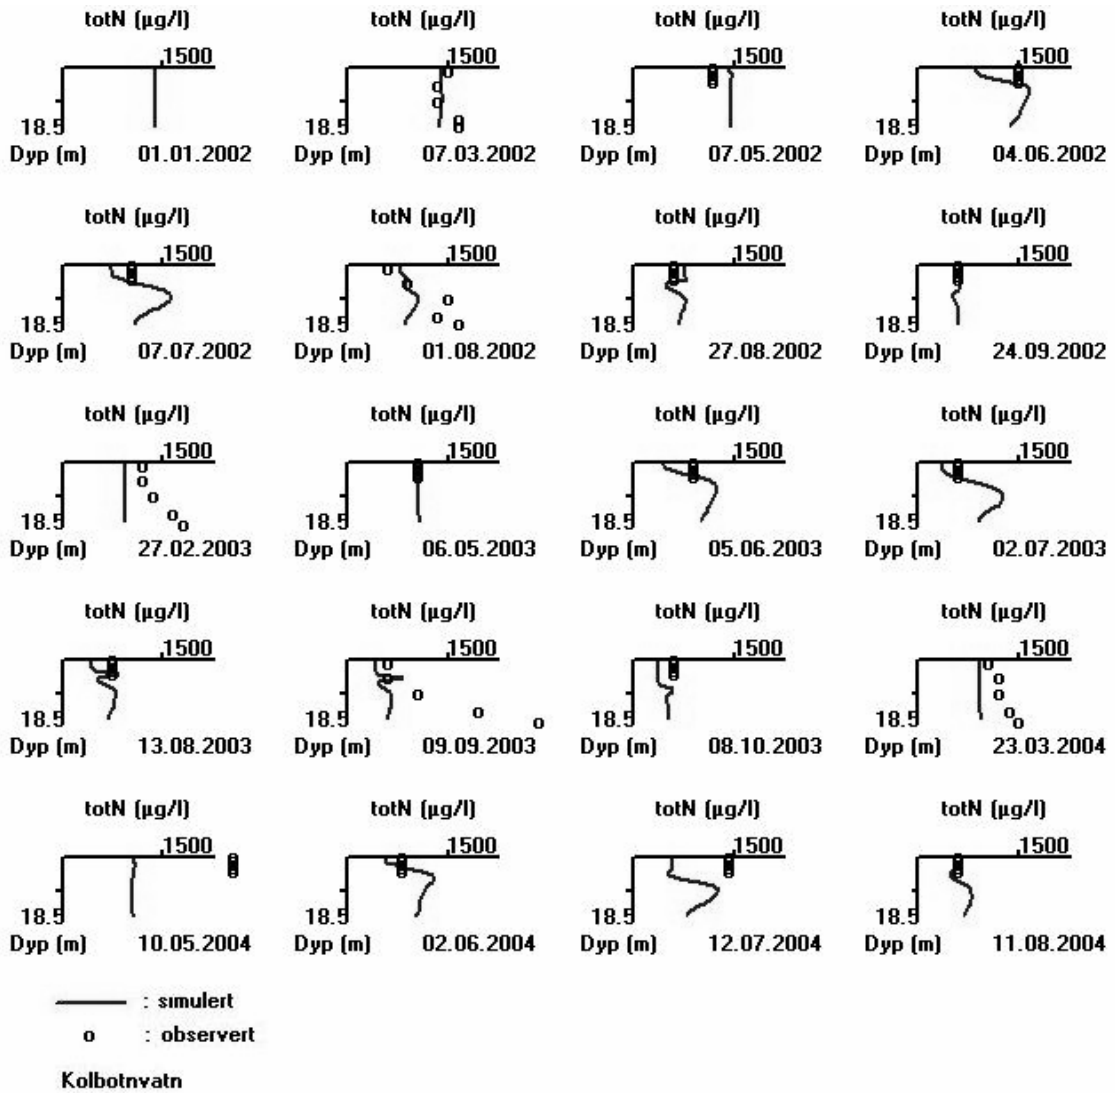 totN (µg/l) totN (µg/l) totN (µg/l) totN (µg/l)
1500 1500 1500 1500
18.5 18.5 18.5 18.5
Dyp (m) 01.01.2002 Dyp (m) 07.03.2002 Dyp (m) 07.05.2002 Dyp (m) 04.06.2002
totN (µg/l) totN (µg/l) totN (µg/l) totN (µg/l)
1500 1500 1500 1500
18.5 18.5 18.5 18.5
Dyp (m) 07.07.2002 Dyp (m) 01.08.2002 Dyp (m) 27.08.2002 Dyp (m) 24.09.2002
totN (µg/l) totN (µg/l) totN (µg/l) totN (µg/l)
1500 1500 1500 1500
18.5 18.5 18.5 18.5
Dyp (m) 27.02.2003 Dyp (m) 06.05.2003 Dyp (m) 05.06.2003 Dyp (m) 02.07.2003
totN (µg/l) totN (µg/l) totN (µg/l) totN (µg/l)
1500 1500 1500 1500
18.5 18.5 18.5 18.5
Dyp (m) 13.08.2003 Dyp (m) 09.09.2003 Dyp (m) 08.10.2003 Dyp (m) 23.03.2004
totN (µg/l) totN (µg/l) totN (µg/l) totN (µg/l)
1500 1500 1500 1500
18.5 18.5 18.5 18.5
Dyp (m) 10.05.2004 Dyp (m) 02.06.2004 Dyp (m) 12.07.2004 Dyp (m) 11.08.2004
: simulert
: observert
Kolbotnvatn